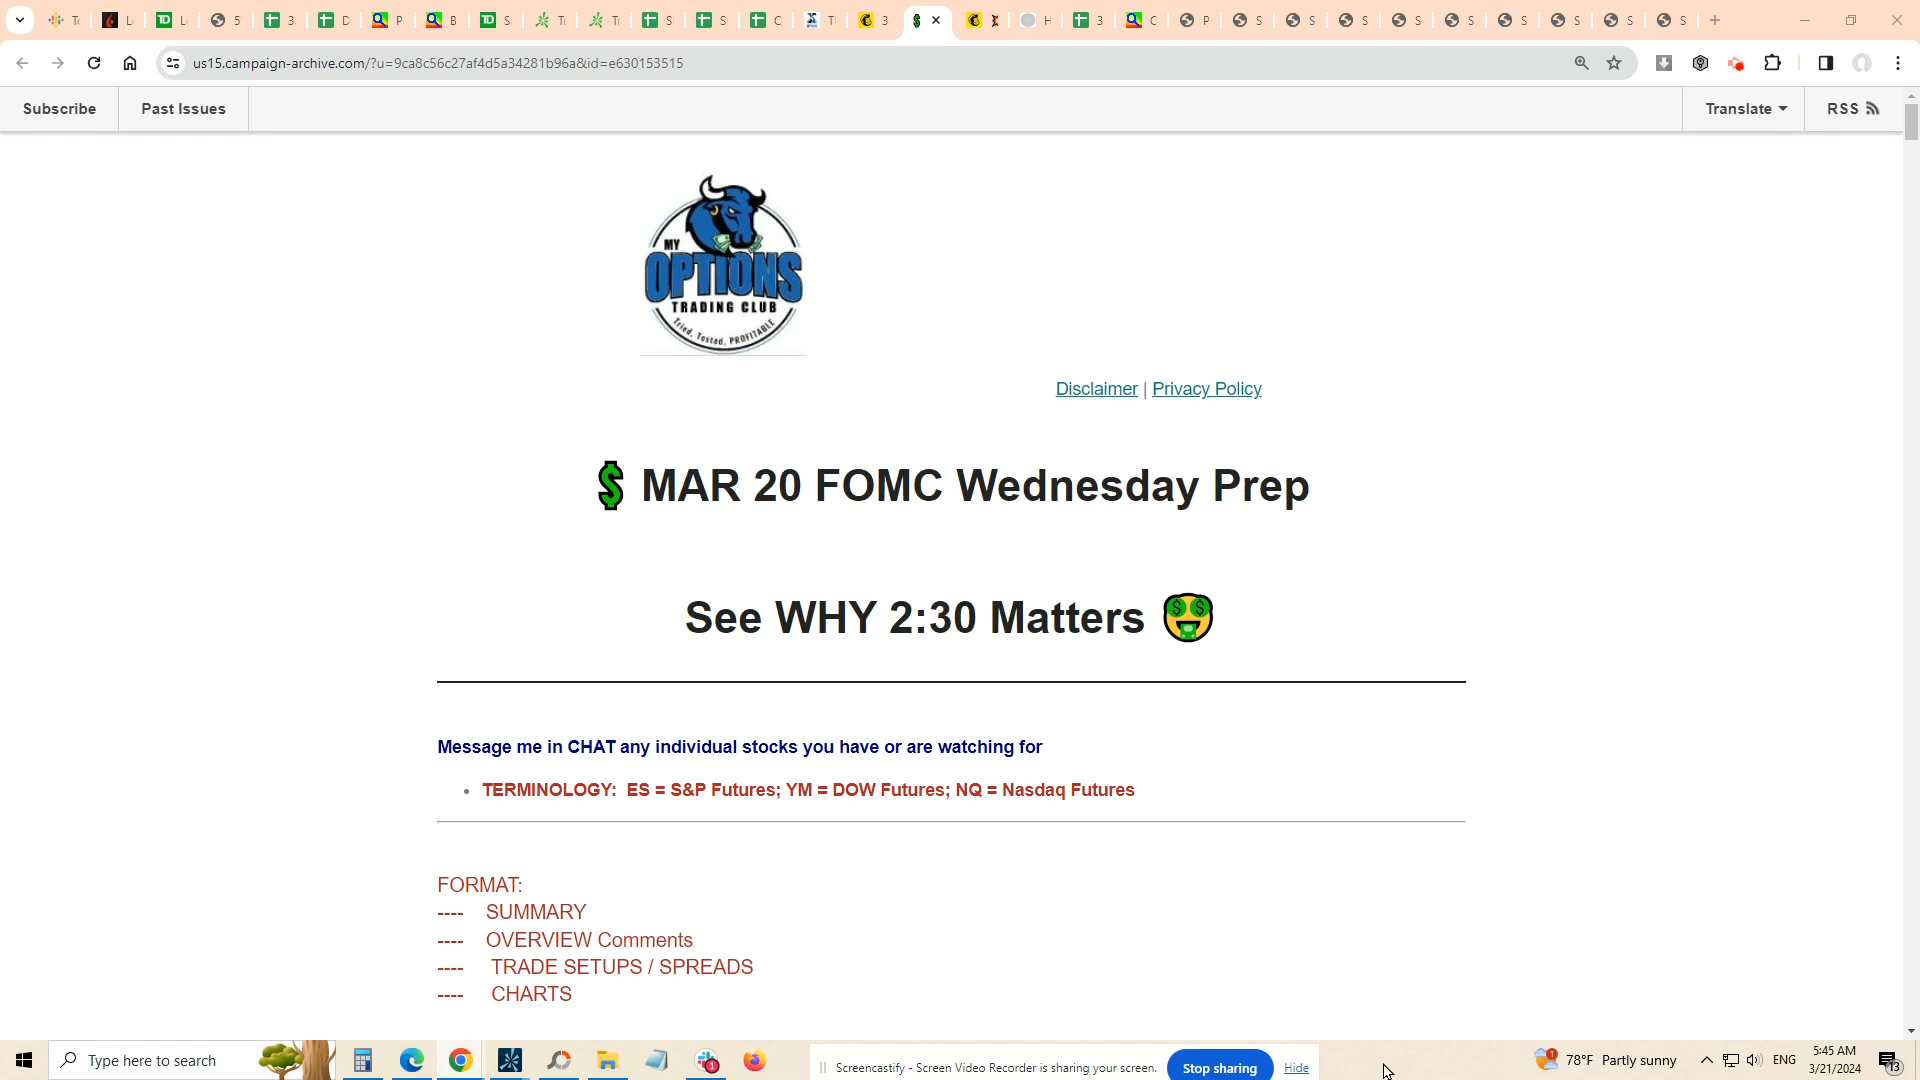 us15.campaign-archive.com/?u=9ca8c56c27af4d5a34281b96a&id=e630153515
Subscribe
Past Issues
Translate
RSS
MY
OPTIONS
TRADING CLUB
Tried, Tested, PROFITABLE
Disclaimer | Privacy Policy
MAR 20 FOMC Wednesday Prep
See WHY 2:30 Matters
Message me in CHAT any individual stocks you have or are watching for
• TERMINOLOGY: ES = S&P Futures; YM = DOW Futures; NQ = Nasdaq Futures
FORMAT:
---- SUMMARY
---- OVERVIEW Comments
---- TRADE SETUPS / SPREADS
---- CHARTS
Type here to search
Screencastify - Screen Video Recorder is sharing your screen.
Stop sharing
Hide
78°F Partly sunny
ENG
5:45 AM
3/21/2024
13